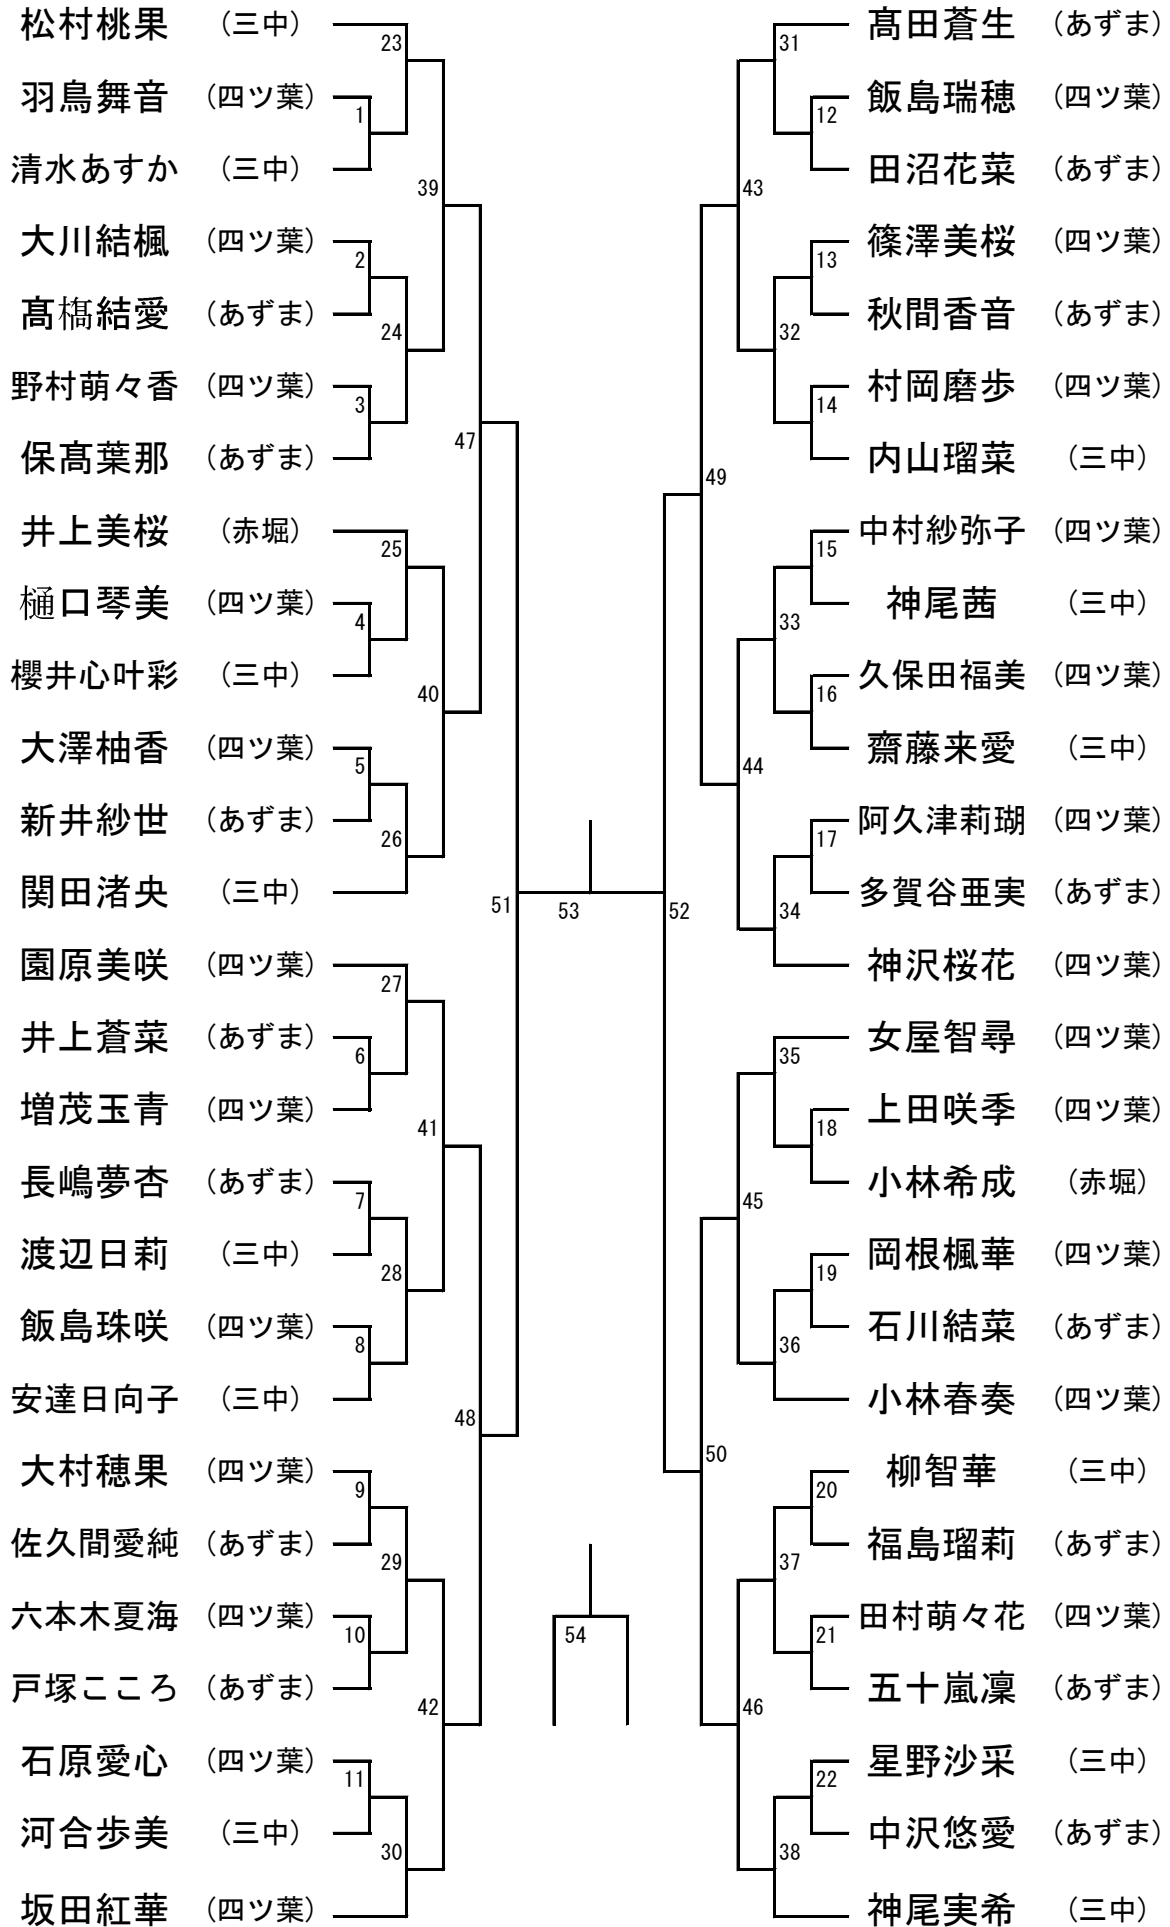 松村桃果 （三中）
羽鳥舞音 （四ツ葉）
清水あすか （三中）
大川結楓 （四ツ葉）
髙槗結愛 （あずま）
野村萌々香 （四ツ葉）
保髙葉那 （あずま）
井上美桜 （赤堀）
樋口琴美 （四ツ葉）
櫻井心叶彩 （三中）
大澤柚香 （四ツ葉）
新井紗世 （あずま）
関田渚央 （三中）
園原美咲 （四ツ葉）
井上蒼菜 （あずま）
増茂玉青 （四ツ葉）
長嶋夢杏 （あずま）
渡辺日莉 （三中）
飯島珠咲 （四ツ葉）
安達日向子 （三中）
大村穂果 （四ツ葉）
佐久間愛純 （あずま）
六本木夏海 （四ツ葉）
戸塚こころ （あずま）
石原愛心 （四ツ葉）
河合歩美 （三中）
坂田紅華 （四ツ葉）
1
2
3
4
5
6
7
8
9
10
11
23
24
25
26
27
28
29
30
39
40
41
42
47
48
51
53
54
52
49
50
43
44
45
46
31
32
33
34
35
36
37
38
12
13
14
15
16
17
18
19
20
21
22
髙田蒼生 （あずま）
飯島瑞穂 （四ツ葉）
田沼花菜 （あずま）
篠澤美桜 （四ツ葉）
秋間香音 （あずま）
村岡磨歩 （四ツ葉）
内山瑠菜 （三中）
中村紗弥子 （四ツ葉）
神尾茜 （三中）
久保田福美 （四ツ葉）
齋藤来愛 （三中）
阿久津莉瑚 （四ツ葉）
多賀谷亜実 （あずま）
神沢桜花 （四ツ葉）
女屋智尋 （四ツ葉）
上田咲季 （四ツ葉）
小林希成 （赤堀）
岡根楓華 （四ツ葉）
石川結菜 （あずま）
小林春奏 （四ツ葉）
柳智華 （三中）
福島瑠莉 （あずま）
田村萌々花 （四ツ葉）
五十嵐凜 （あずま）
星野沙采 （三中）
中沢悠愛 （あずま）
神尾実希 （三中）